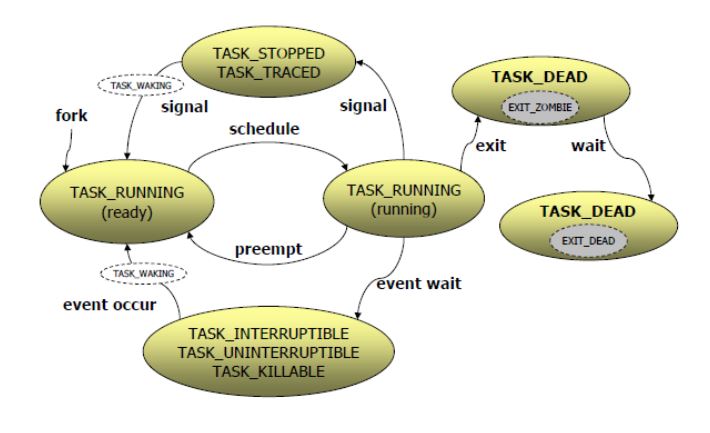 TASK_STOPPED
TASK_TRACED
TASK_WAKING
signal
signal
fork
schedule
TASK_DEAD
EXIT_ZOMBIE
exit
wait
TASK_RUNNING
(ready)
TASK_RUNNING
(running)
TASK_DEAD
EXIT_DEAD
preempt
TASK_WAKING
event occur
event wait
TASK_INTERRUPTIBLE
TASK_UNINTERRUPTIBLE
TASK_KILLABLE